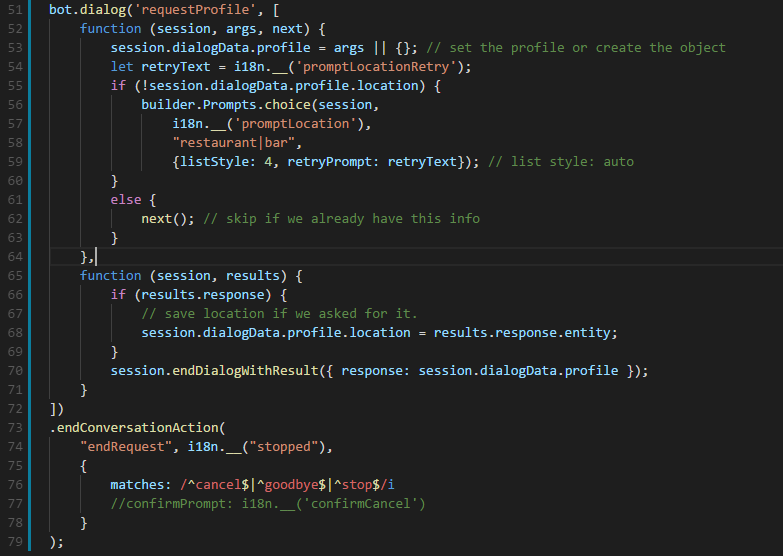 51 bot.dialog('requestProfile', [
52     function (session, args, next) {
53         session.dialogData.profile = args || {}; // set the profile or create the object
54         let retryText = i18n.__('promptLocationRetry');
55         if (!session.dialogData.profile.location) {
56             builder.Prompts.choice(session,
57                 i18n.__('promptLocation'),
58                 "restaurant|bar",
59                 {listStyle: 4, retryPrompt: retryText}); // list style: auto
60         }
61         else {
62             next(); // skip if we already have this info
63         }
64     },
65     function (session, results) {
66         if (results.response) {
67             // save location if we asked for it.
68             session.dialogData.profile.location = results.response.entity;
69         }
70         session.endDialogWithResult({ response: session.dialogData.profile });
71     }
72 ])
73 .endConversationAction(
74     "endRequest", i18n.__("stopped"),
75     {
76         matches: /^cancel$|^goodbye$|^stop$/i
77         //confirmPrompt: i18n.__('confirmCancel')
78     }
79 );